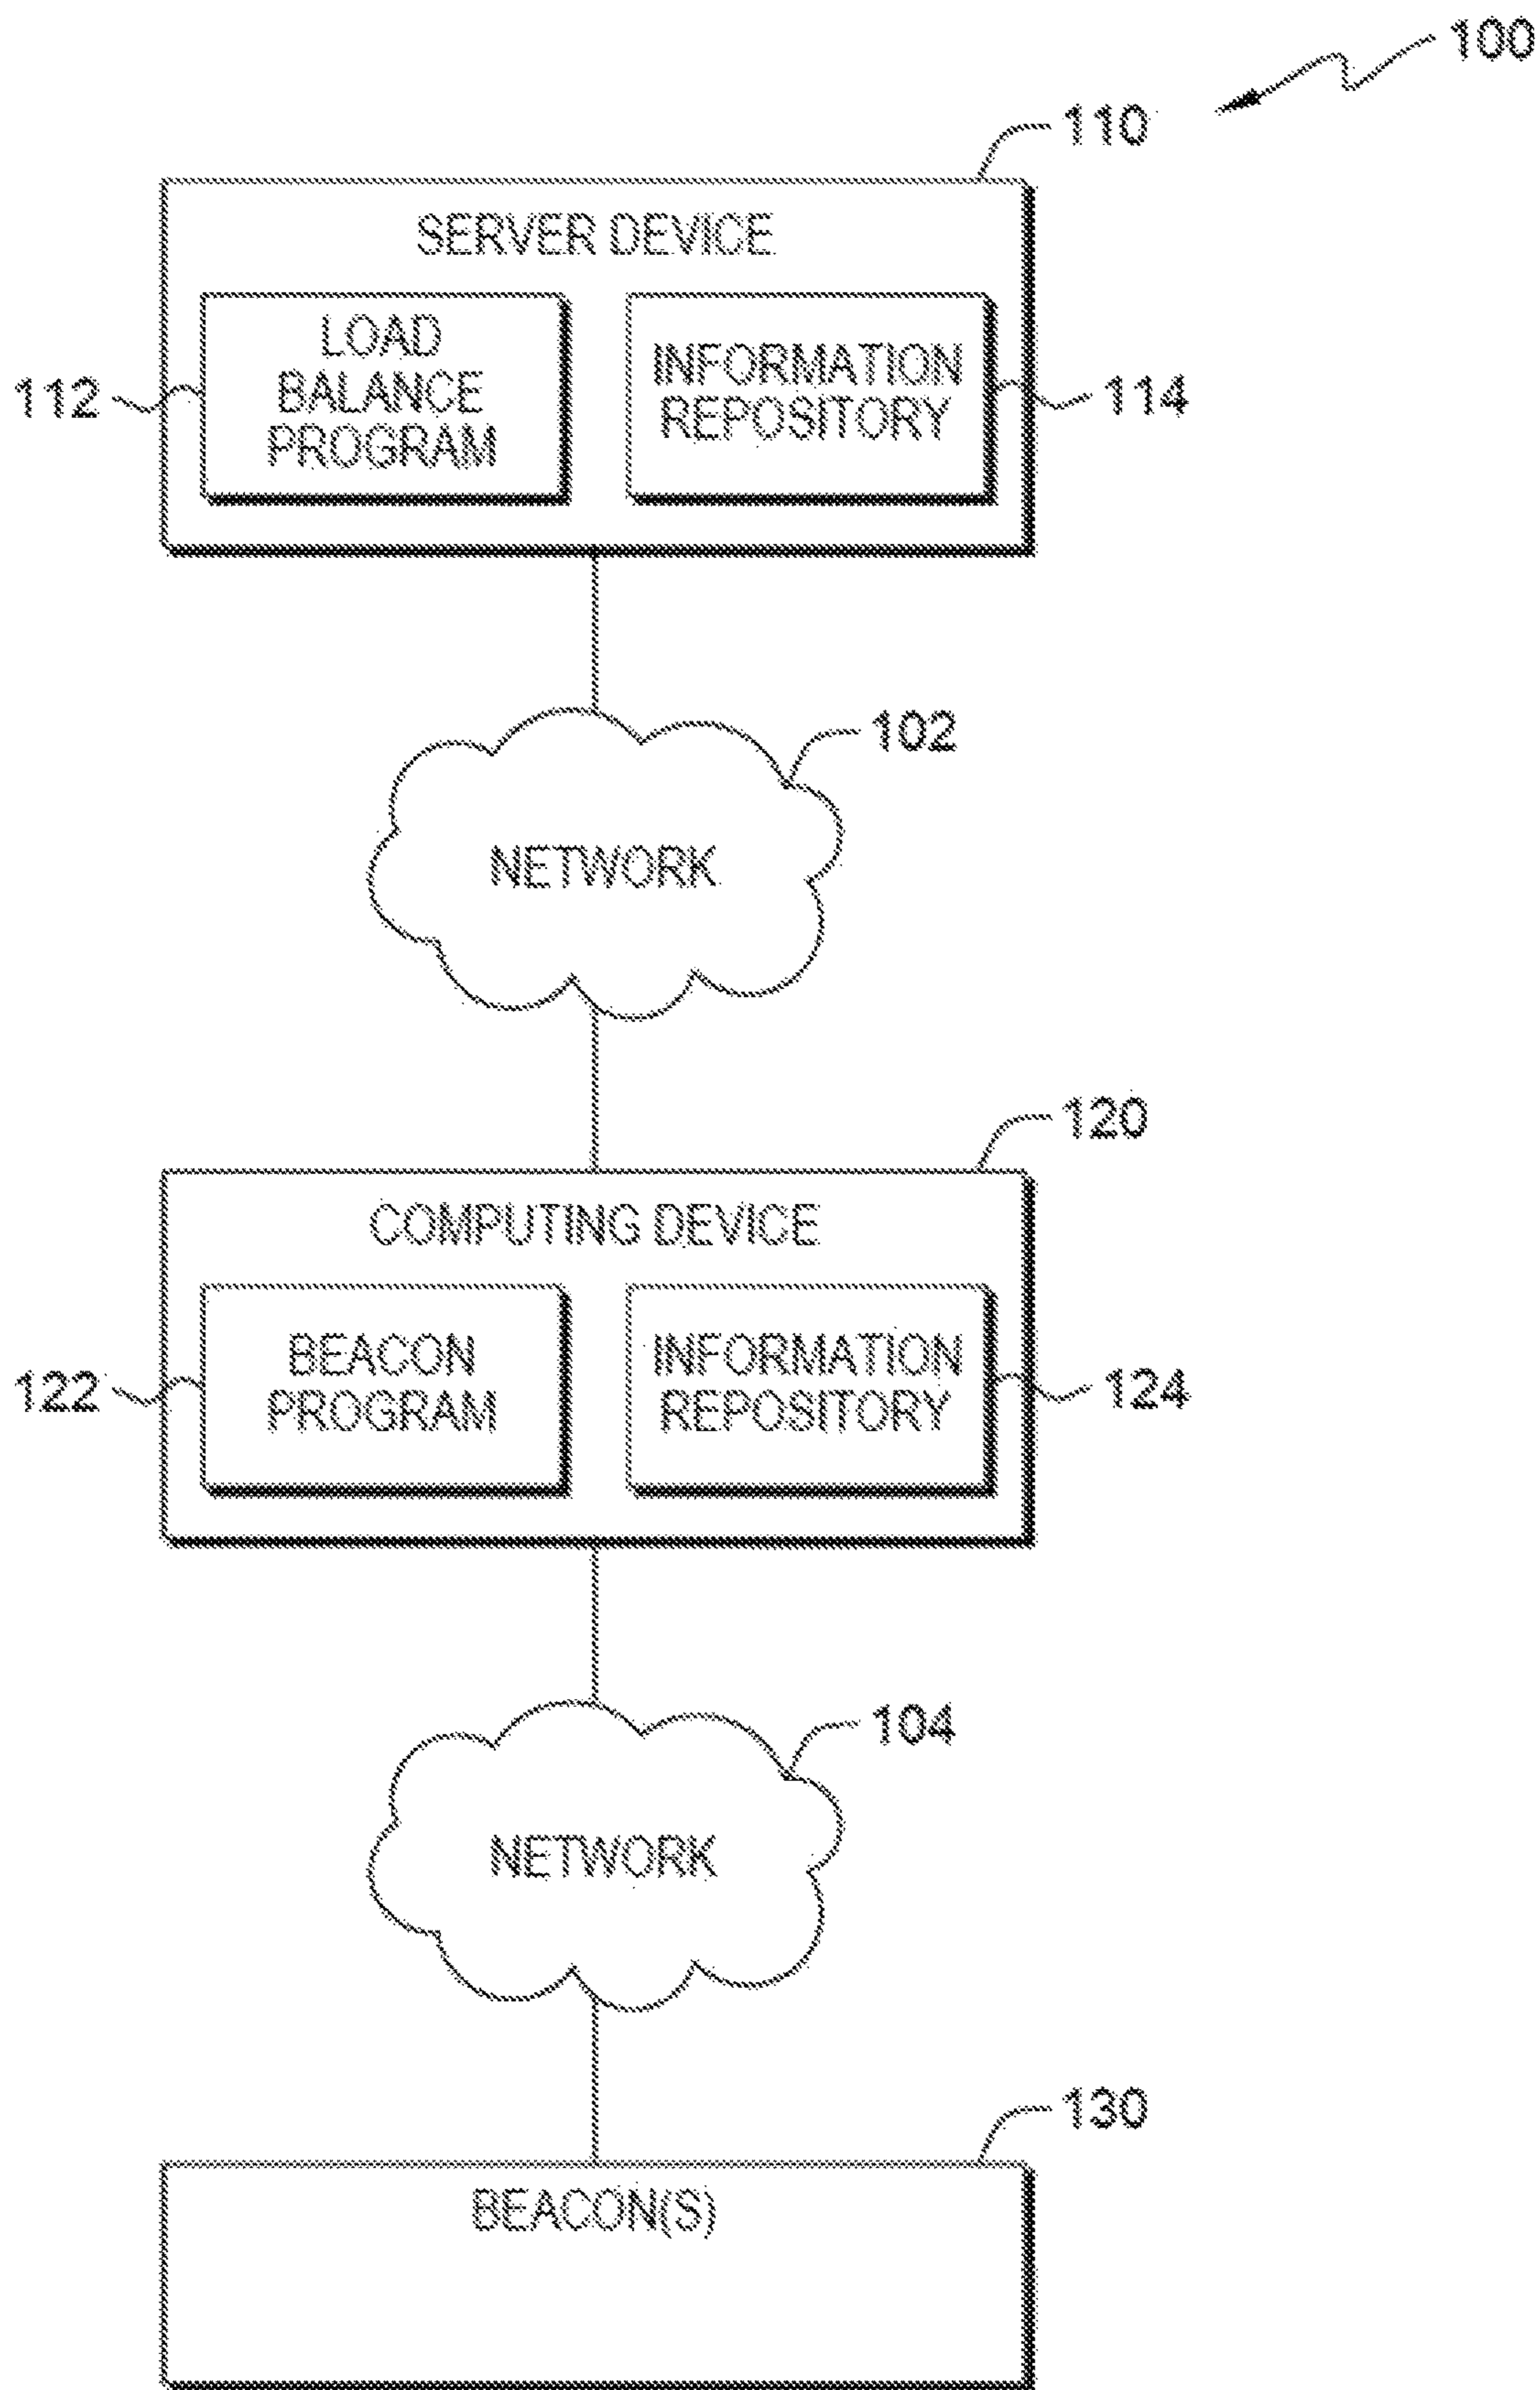 100
110
SERVER DEVICE
LOAD
BALANCE
PROGRAM
INFORMATION
REPOSITORY
112
114
102
NETWORK
120
COMPUTING DEVICE
BEACON
PROGRAM
INFORMATION
REPOSITORY
122
124
104
NETWORK
130
BEACON(S)